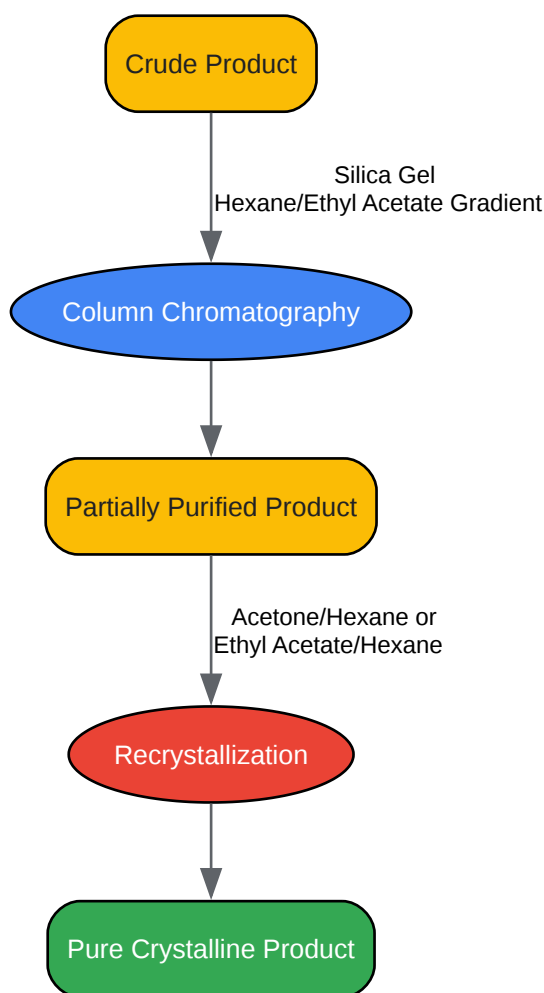 Crude Product
Silica Gel
Hexane/Ethyl Acetate Gradient
Column Chromatography
Partially Purified Product
Acetone/Hexane or
Ethyl Acetate/Hexane
Recrystallization
Pure Crystalline Product